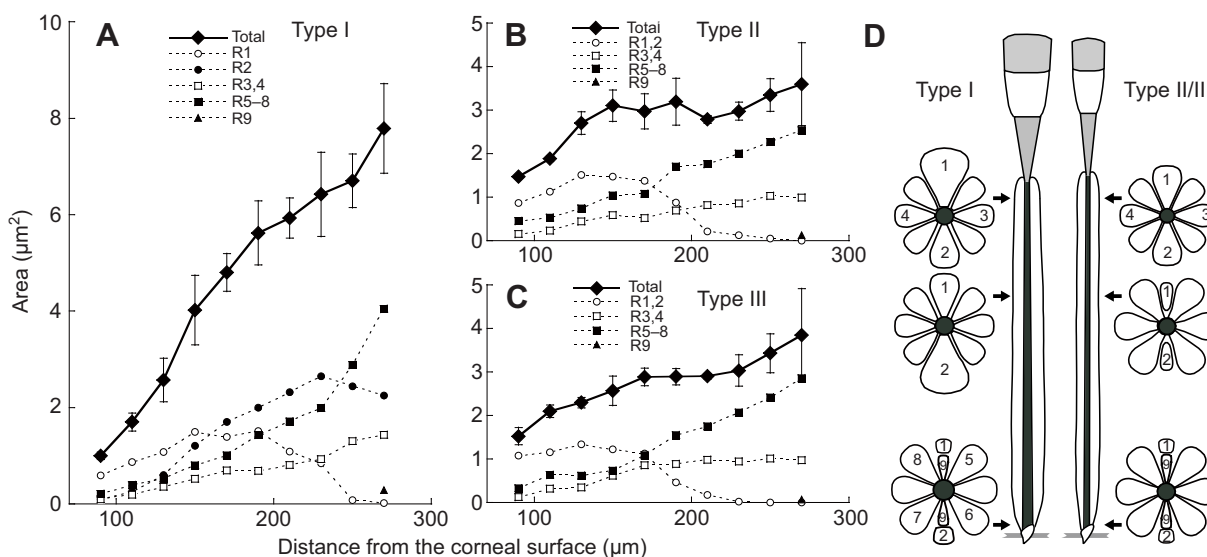 A
Type I
Total
R1
R2
R3,4
R5–8
R9
10
8
6
4
2
0
100
200
300
Area (µm²)
B
Type II
Total
R1,2
R3,4
R5–8
R9
5
4
3
2
1
0
100
200
300
C
Type III
Total
R1,2
R3,4
R5–8
R9
5
4
3
2
1
0
100
200
300
Distance from the corneal surface (µm)
D
Type I
Type II/II
1
4 3
2
1
2
1
9
8 5
7 6
9
2
1
4 3
2
1
2
1
9
9
2